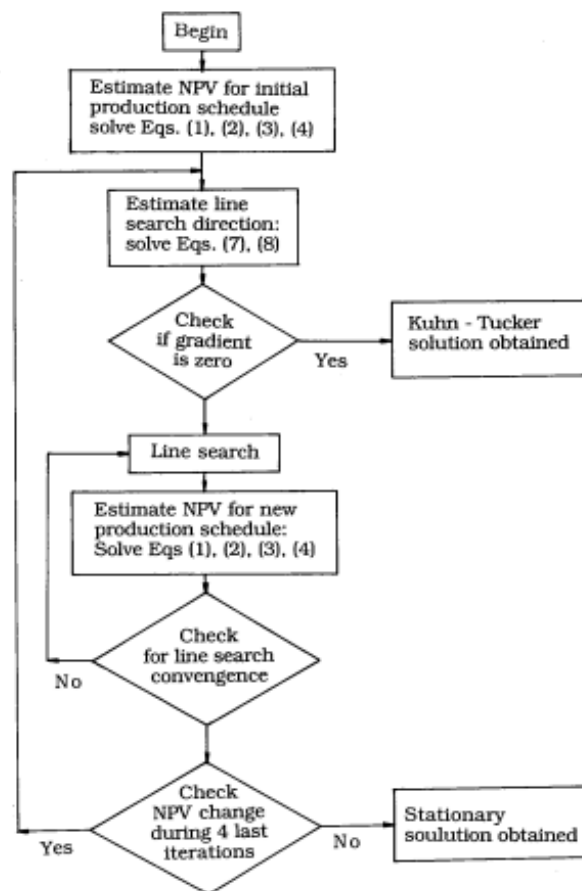 Begin
Estimate NPV for initial
production schedule
solve Eqs. (1), (2), (3), (4)
Estimate line
search direction:
solve Eqs. (7), (8)
Check
if gradient
is zero
Yes
Kuhn - Tucker
solution obtained
Line search
Estimate NPV for new
production schedule:
Solve Eqs (1), (2), (3), (4)
Check
for line search
convengence
No
Check
NPV change
during 4 last
iterations
Yes
No
Stationary
soulution obtained